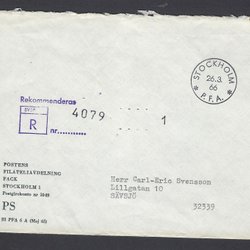 STOCKHOLM
26.3.
66
* P.F.A. *
Rekommenderas
R
nr............
4079
1
POSTENS
FILATELIAVDELNING
FACK
STOCKHOLM 1
PS
Herr Carl-Eric Svensson
Lillgatan 10
SÄVSJÖ
32339